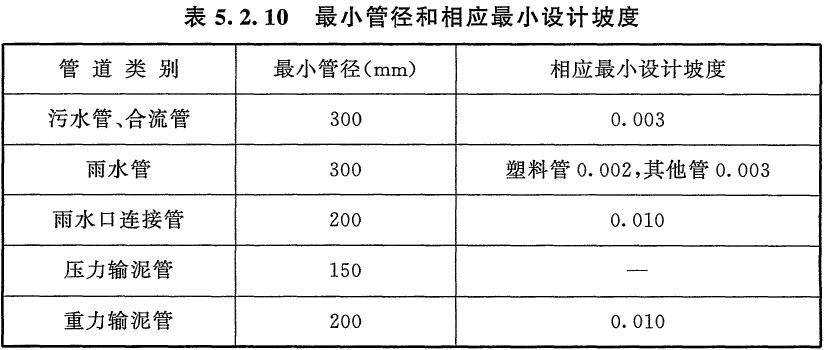 表 5.2.10 最小管径和相应最小设计坡度
管道类别 最小管径(mm) 相应最小设计坡度
污水管、合流管 300 0.003
雨水管 300 塑料管0.002,其他管0.003
雨水口连接管 200 0.010
压力输泥管 150 —
重力输泥管 200 0.010